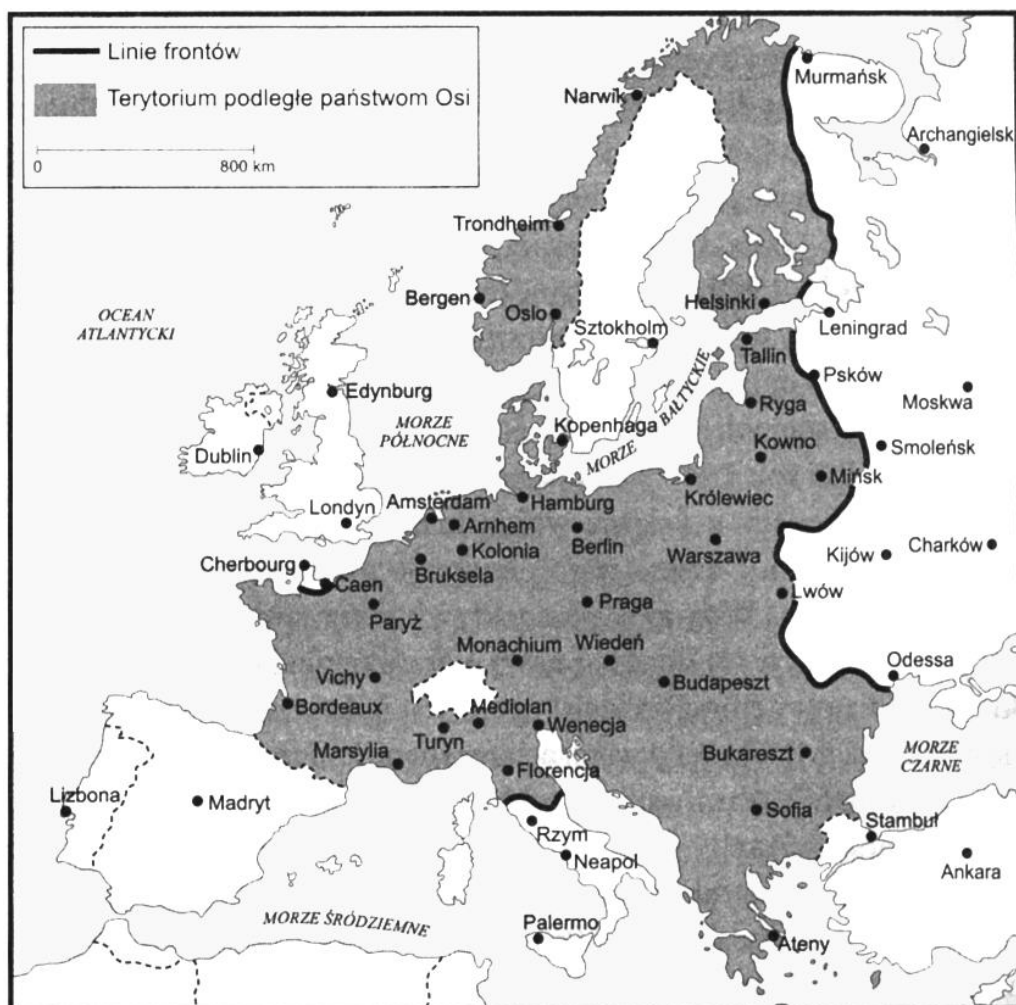 Linie frontów
Terytorium podległe państwom Osi
0 800 km
Murmańsk
Narwik
Archangielsk
Trondheim
Bergen
Oslo
Helsinki
OCEAN
ATLANTYCKI
Sztokholm
Leningrad
Tallin
Psków
Edynburg
MORZE
PÓŁNOCNE
MORZE BAŁTYCKIE
Ryga
Moskwa
Kopenhaga
Kowno
Smoleńsk
Dublin
Mińsk
Królewiec
Amsterdam
Hamburg
Londyn
Arnhem
Berlin
Warszawa
Kijów
Charków
Cherbourg
Kolonia
Bruksela
Caen
Paryż
Praga
Lwów
Monachium
Wiedeń
Odessa
Vichy
Budapeszt
Bordeaux
Mediolan
Wenecja
Turyn
Marsylia
Bukareszt
MORZE
CZARNE
Florencja
Lizbona
Madryt
Sofia
Stambuł
Rzym
Neapol
Ankara
MORZE ŚRÓDZIEMNE
Palermo
Ateny